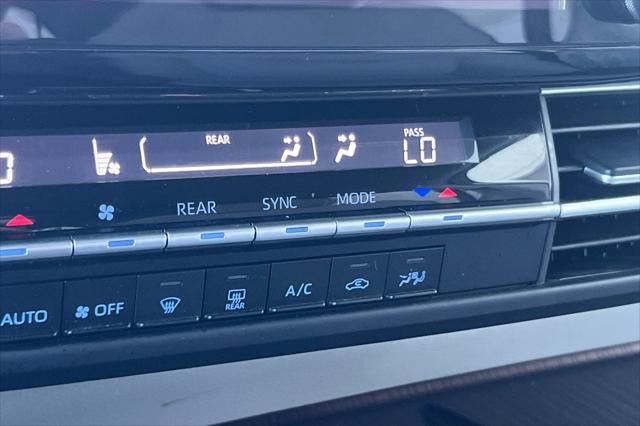 REAR
PASS
LO
REAR SYNC MODE
AUTO OFF REAR A/C